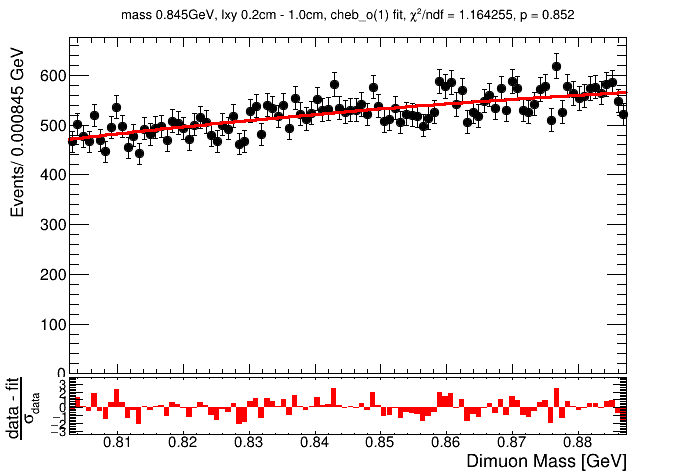 mass 0.845GeV, lxy 0.2cm - 1.0cm, cheb_o(1) fit, χ²/ndf = 1.164255, p = 0.852
Events/ 0.000845 GeV
600
500
400
300
200
100
0
data - fit
σdata
3
2
1
0
−1
−2
−3
0.81 0.82 0.83 0.84 0.85 0.86 0.87 0.88
Dimuon Mass [GeV]